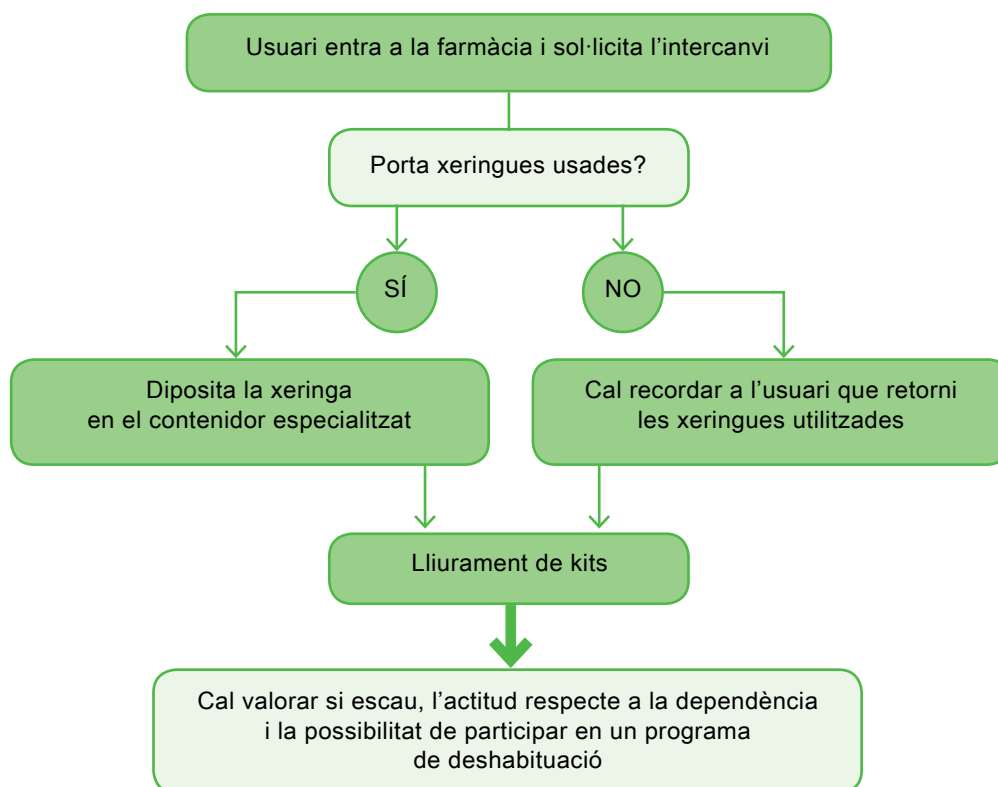 Usuari entra a la farmàcia i sol·licita l’intercanvi
Porta xeringues usades?
SÍ
NO
Diposita la xeringa
en el contenidor especialitzat
Cal recordar a l’usuari que retorni
les xeringues utilitzades
Lliurament de kits
Cal valorar si escau, l’actitud respecte a la dependència
i la possibilitat de participar en un programa
de deshabituació